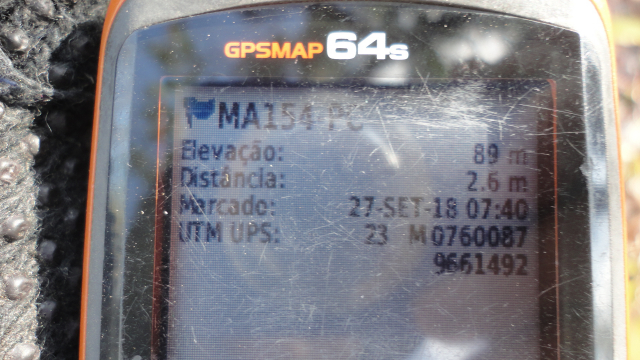 GPSMAP 64s
MA154 PC
Elevação: 89 m
Distância: 2.6 m
Marcado: 27-SET-18 07:40
UTM UPS: 23 M 0760087
9661492